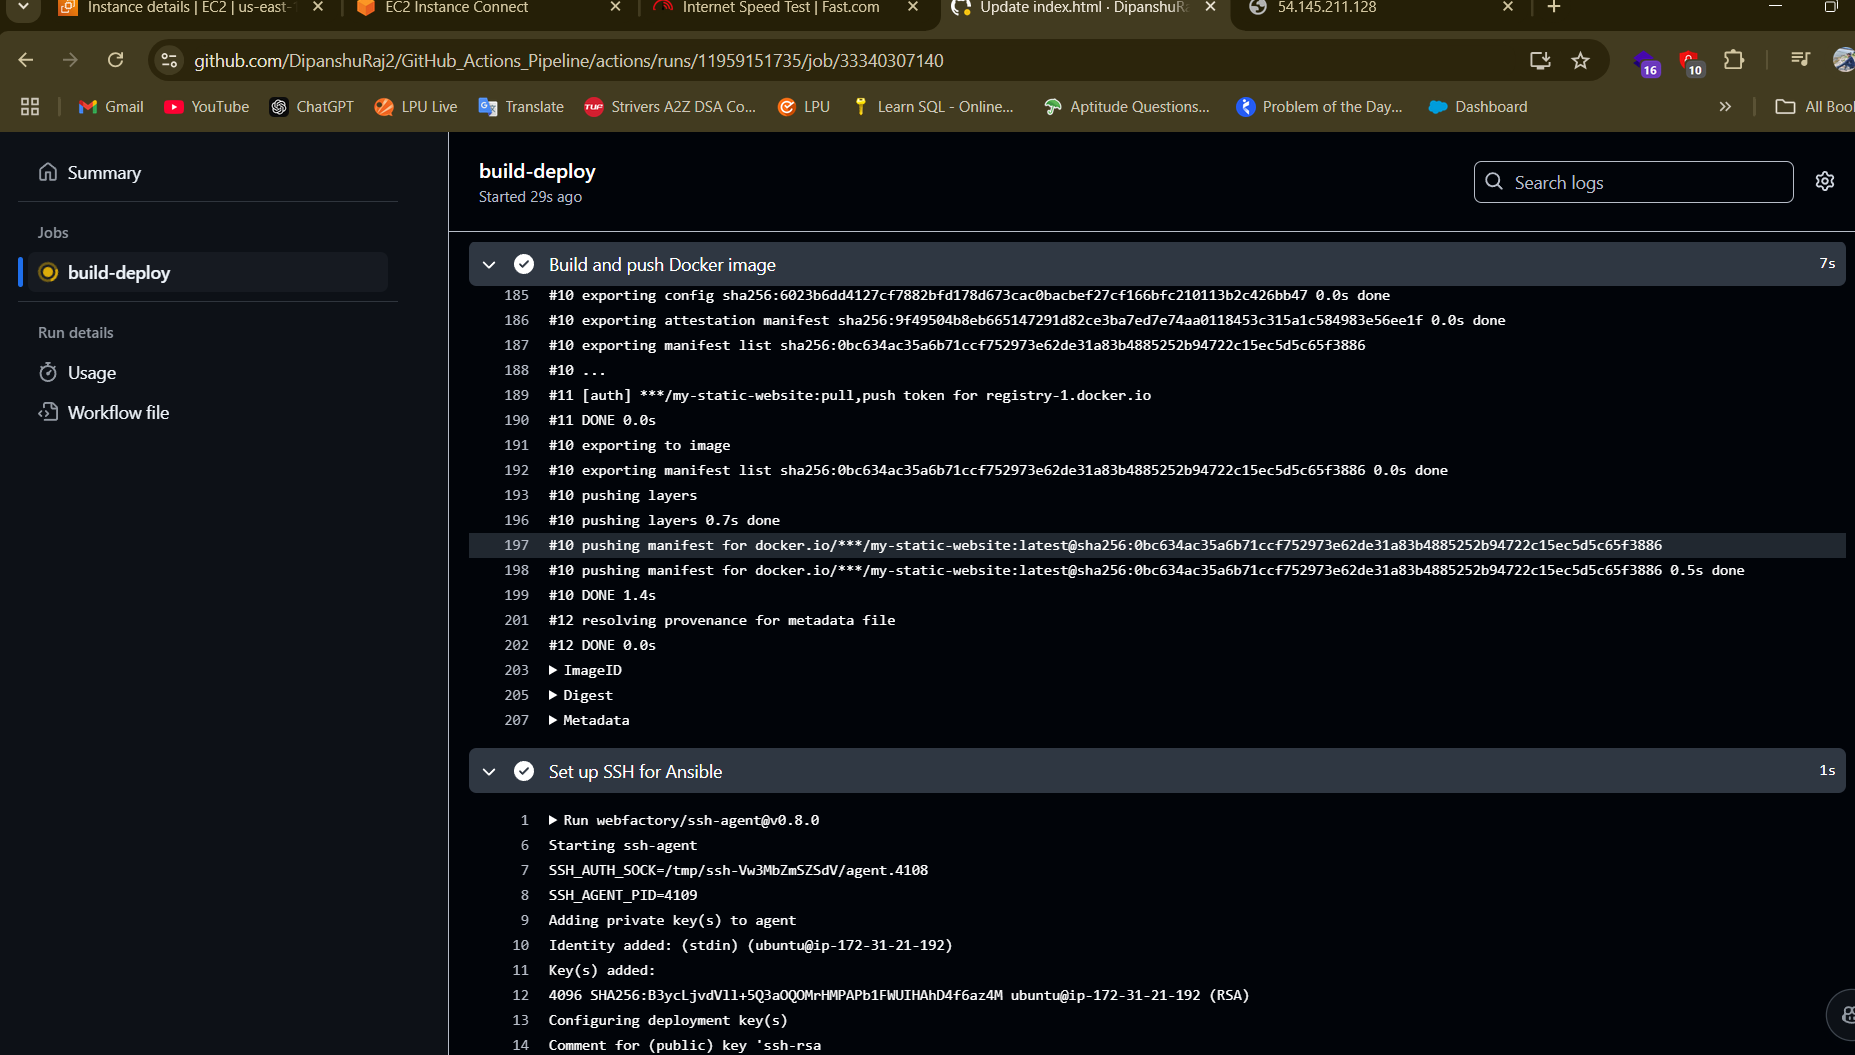 Instance details | EC2 | us-east-
EC2 Instance Connect
Internet Speed Test | Fast.com
Update index.html · DipanshuRa
54.145.211.128
github.com/DipanshuRaj2/GitHub_Actions_Pipeline/actions/runs/11959151735/job/33340307140
16
10
Gmail
YouTube
ChatGPT
LPU Live
Translate
TUF
Strivers A2Z DSA Co...
LPU
Learn SQL - Online...
Aptitude Questions...
Problem of the Day...
Dashboard
All Boo
Summary
Jobs
build-deploy
Run details
Usage
Workflow file
build-deploy
Started 29s ago
Search logs
Build and push Docker image 7s
185 #10 exporting config sha256:6023b6dd4127cf7882bfd178d673cac0bacbef27cf166bfc210113b2c426bb47 0.0s done
186 #10 exporting attestation manifest sha256:9f49504b8eb665147291d82ce3ba7ed7e74aa0118453c315a1c584983e56ee1f 0.0s done
187 #10 exporting manifest list sha256:0bc634ac35a6b71ccf752973e62de31a83b4885252b94722c15ec5d5c65f3886
188 #10 ...
189 #11 [auth] ***/my-static-website:pull,push token for registry-1.docker.io
190 #11 DONE 0.0s
191 #10 exporting to image
192 #10 exporting manifest list sha256:0bc634ac35a6b71ccf752973e62de31a83b4885252b94722c15ec5d5c65f3886 0.0s done
193 #10 pushing layers
196 #10 pushing layers 0.7s done
197 #10 pushing manifest for docker.io/***/my-static-website:latest@sha256:0bc634ac35a6b71ccf752973e62de31a83b4885252b94722c15ec5d5c65f3886
198 #10 pushing manifest for docker.io/***/my-static-website:latest@sha256:0bc634ac35a6b71ccf752973e62de31a83b4885252b94722c15ec5d5c65f3886 0.5s done
199 #10 DONE 1.4s
201 #12 resolving provenance for metadata file
202 #12 DONE 0.0s
203 ImageID
205 Digest
207 Metadata
Set up SSH for Ansible 1s
1 Run webfactory/ssh-agent@v0.8.0
6 Starting ssh-agent
7 SSH_AUTH_SOCK=/tmp/ssh-Vw3MbZmSZSdV/agent.4108
8 SSH_AGENT_PID=4109
9 Adding private key(s) to agent
10 Identity added: (stdin) (ubuntu@ip-172-31-21-192)
11 Key(s) added:
12 4096 SHA256:B3ycLjvdVll+5Q3aOQOMrHMPAPb1FWUIHAhD4f6az4M ubuntu@ip-172-31-21-192 (RSA)
13 Configuring deployment key(s)
14 Comment for (public) key 'ssh-rsa